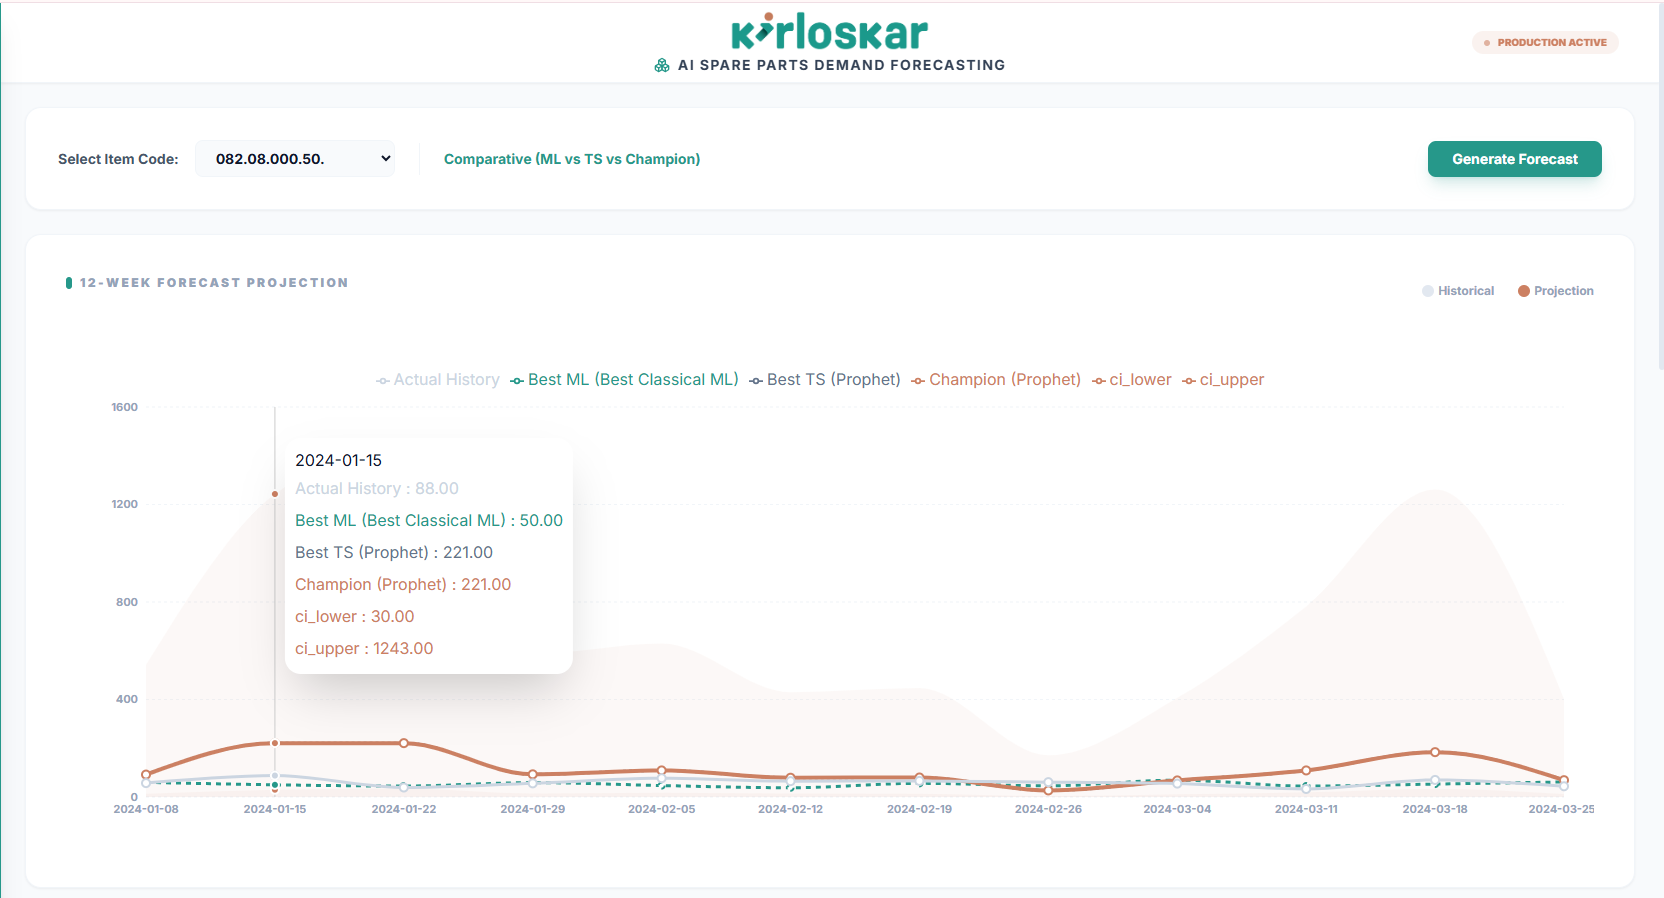 kirloskar
AI SPARE PARTS DEMAND FORECASTING
PRODUCTION ACTIVE
Select Item Code:
082.08.000.50.
Comparative (ML vs TS vs Champion)
Generate Forecast
12-WEEK FORECAST PROJECTION
Historical
Projection
Actual History
Best ML (Best Classical ML)
Best TS (Prophet)
Champion (Prophet)
ci_lower
ci_upper
1600
1200
800
400
0
2024-01-15
Actual History : 88.00
Best ML (Best Classical ML) : 50.00
Best TS (Prophet) : 221.00
Champion (Prophet) : 221.00
ci_lower : 30.00
ci_upper : 1243.00
2024-01-08
2024-01-15
2024-01-22
2024-01-29
2024-02-05
2024-02-12
2024-02-19
2024-02-26
2024-03-04
2024-03-11
2024-03-18
2024-03-25